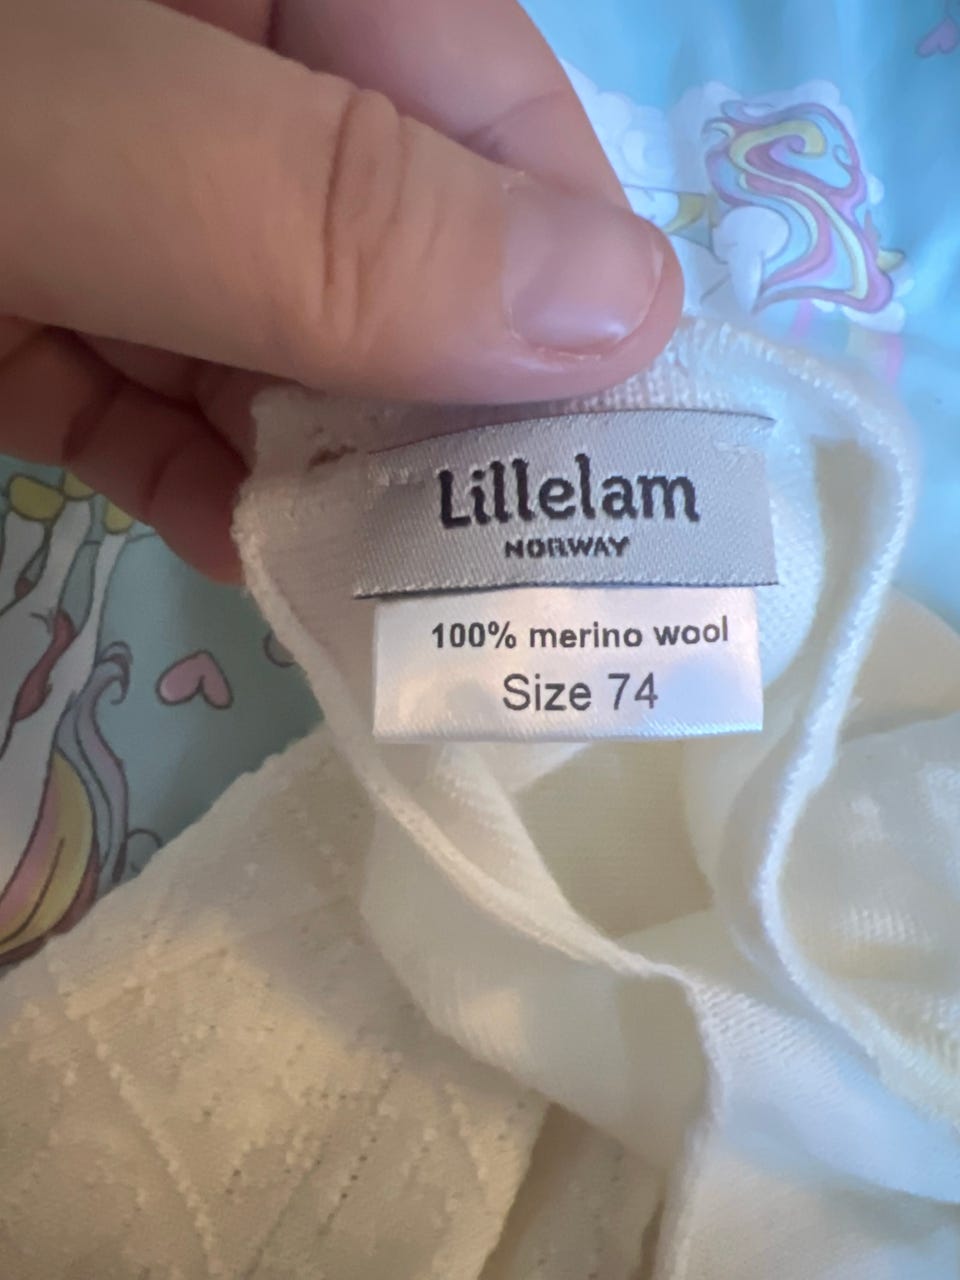 Lillelam
NORWAY
100% merino wool
Size 74